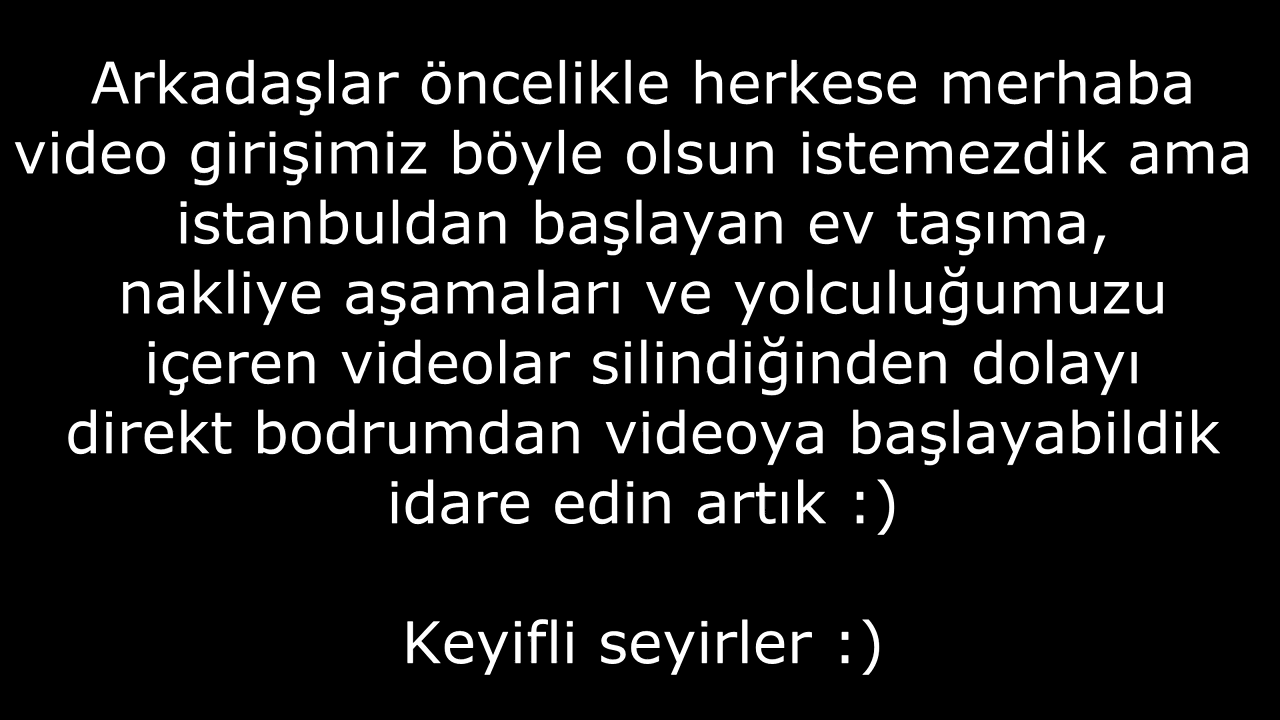 Arkadaşlar öncelikle herkese merhaba
video girişimiz böyle olsun istemezdik ama
istanbuldan başlayan ev taşıma,
nakliye aşamaları ve yolculuğumuzu
içeren videolar silindiğinden dolayı
direkt bodrumdan videoya başlayabildik
idare edin artık :)
Keyifli seyirler :)